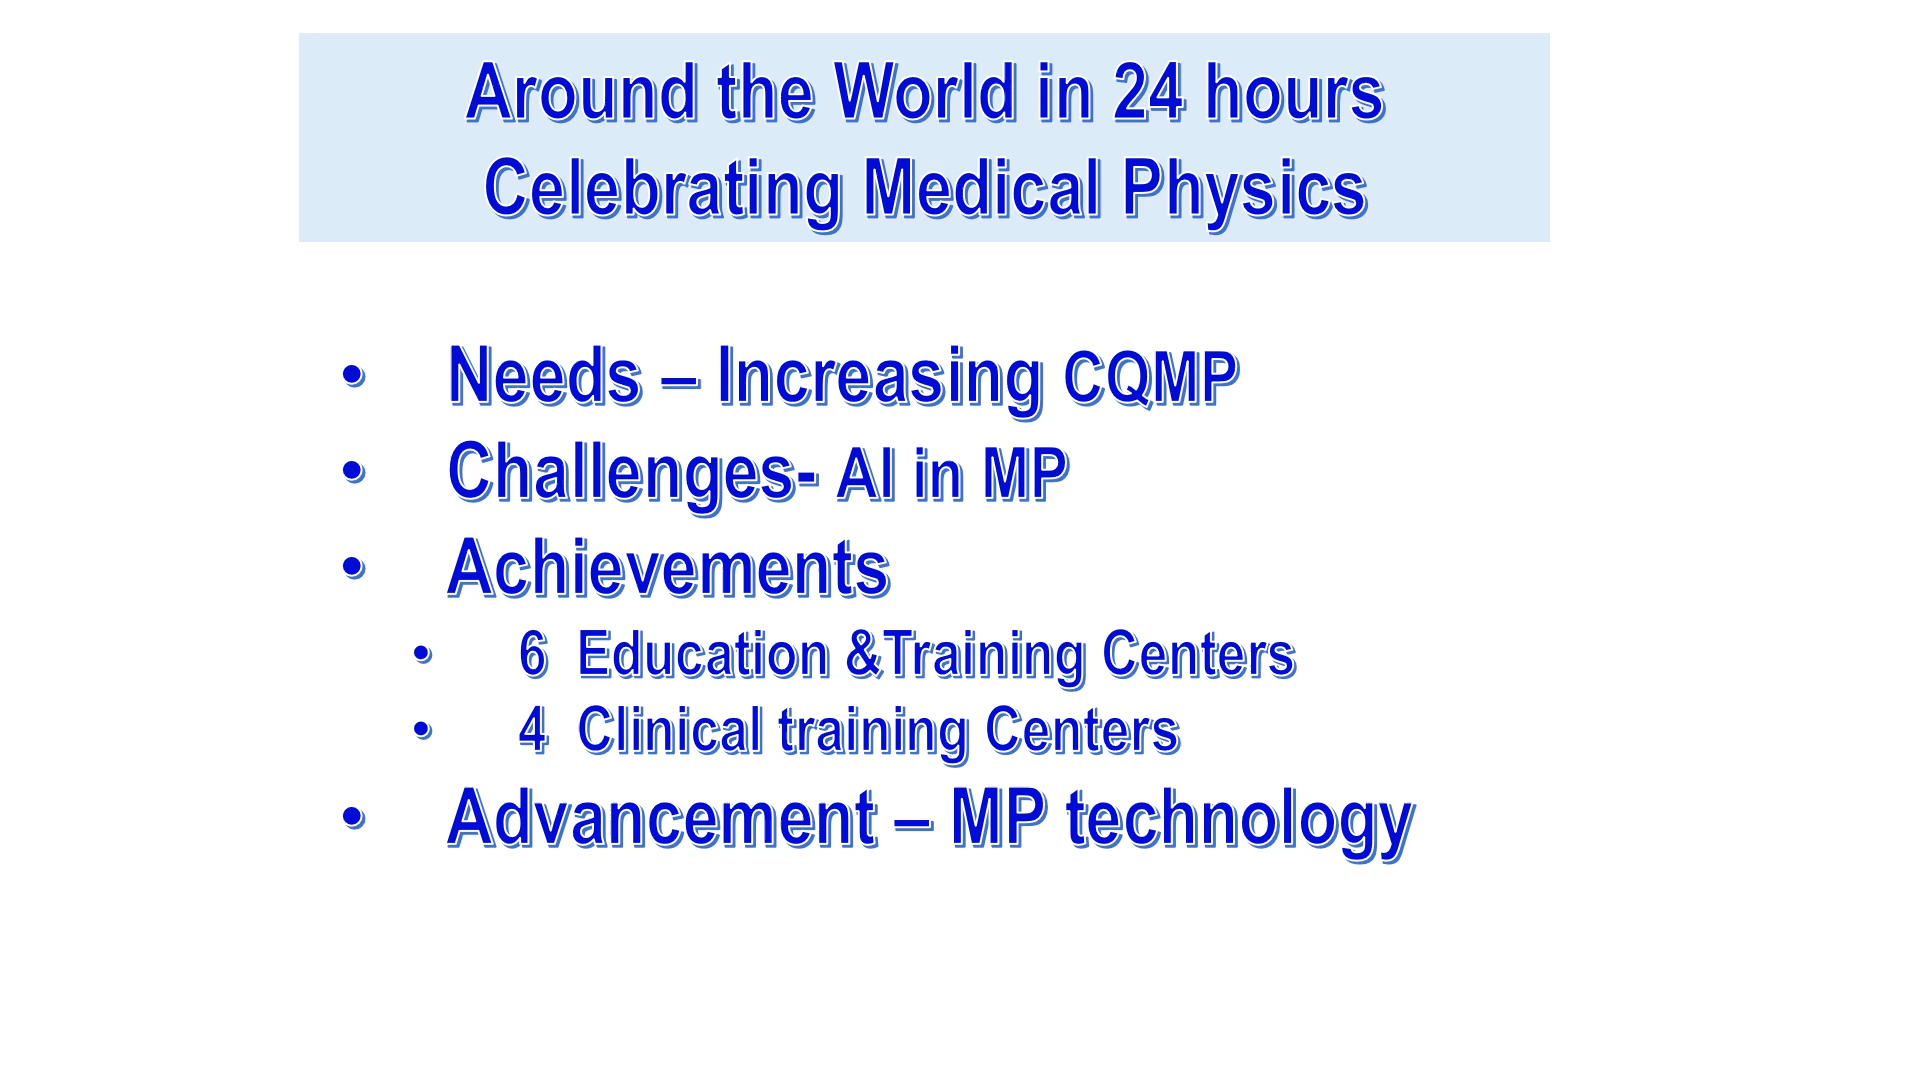 Around the World in 24 hours
Celebrating Medical Physics
• Needs – Increasing CQMP
• Challenges- AI in MP
• Achievements
• 6 Education &Training Centers
• 4 Clinical training Centers
• Advancement – MP technology